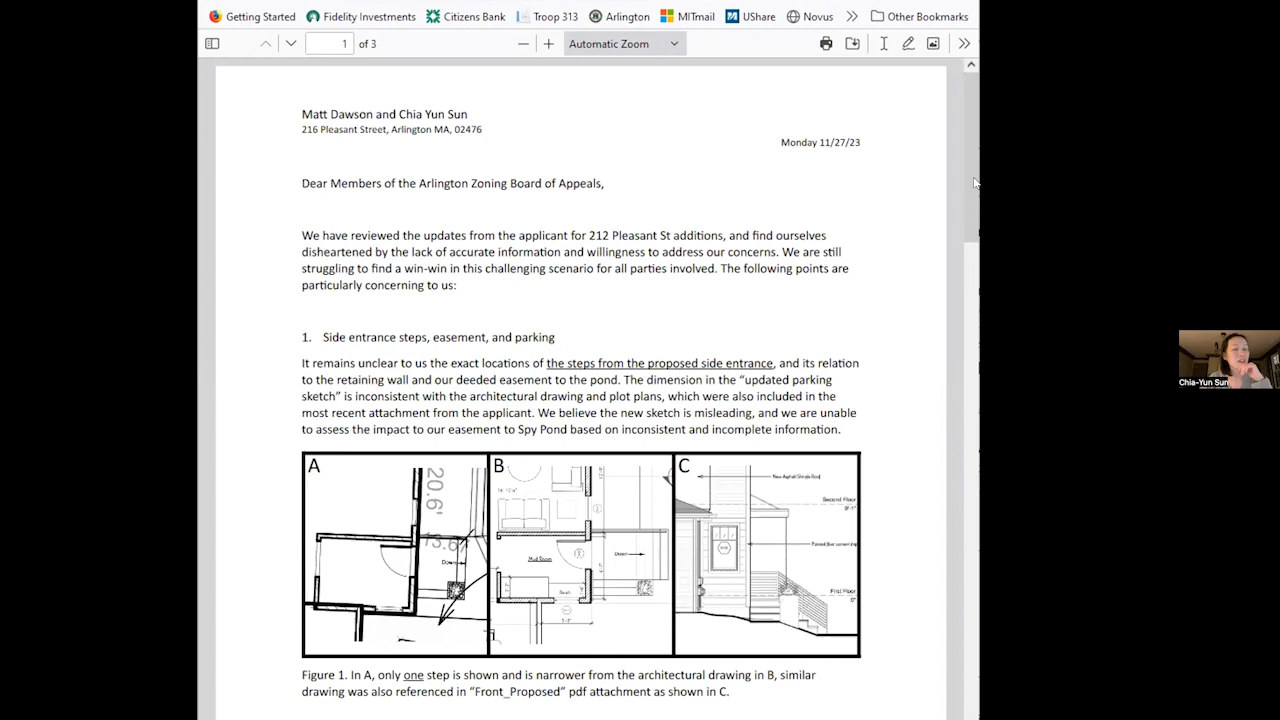 Getting Started Fidelity Investments Citizens Bank Troop 313 Arlington MITmail UShare Novus Other Bookmarks
1 of 3 Automatic Zoom
Matt Dawson and Chia Yun Sun
216 Pleasant Street, Arlington MA, 02476
Monday 11/27/23
Dear Members of the Arlington Zoning Board of Appeals,
We have reviewed the updates from the applicant for 212 Pleasant St additions, and find ourselves
disheartened by the lack of accurate information and willingness to address our concerns. We are still
struggling to find a win-win in this challenging scenario for all parties involved. The following points are
particularly concerning to us:
1. Side entrance steps, easement, and parking
It remains unclear to us the exact locations of the steps from the proposed side entrance, and its relation
to the retaining wall and our deeded easement to the pond. The dimension in the “updated parking
sketch” is inconsistent with the architectural drawing and plot plans, which were also included in the
most recent attachment from the applicant. We believe the new sketch is misleading, and we are unable
to assess the impact to our easement to Spy Pond based on inconsistent and incomplete information.
A
20.6'
Down
B
Mud Room
Down
C
New Asphalt Shingle Roof
Second Floor
First Floor
0"
Figure 1. In A, only one step is shown and is narrower from the architectural drawing in B, similar
drawing was also referenced in “Front_Proposed” pdf attachment as shown in C.
Chia-Yun Sun